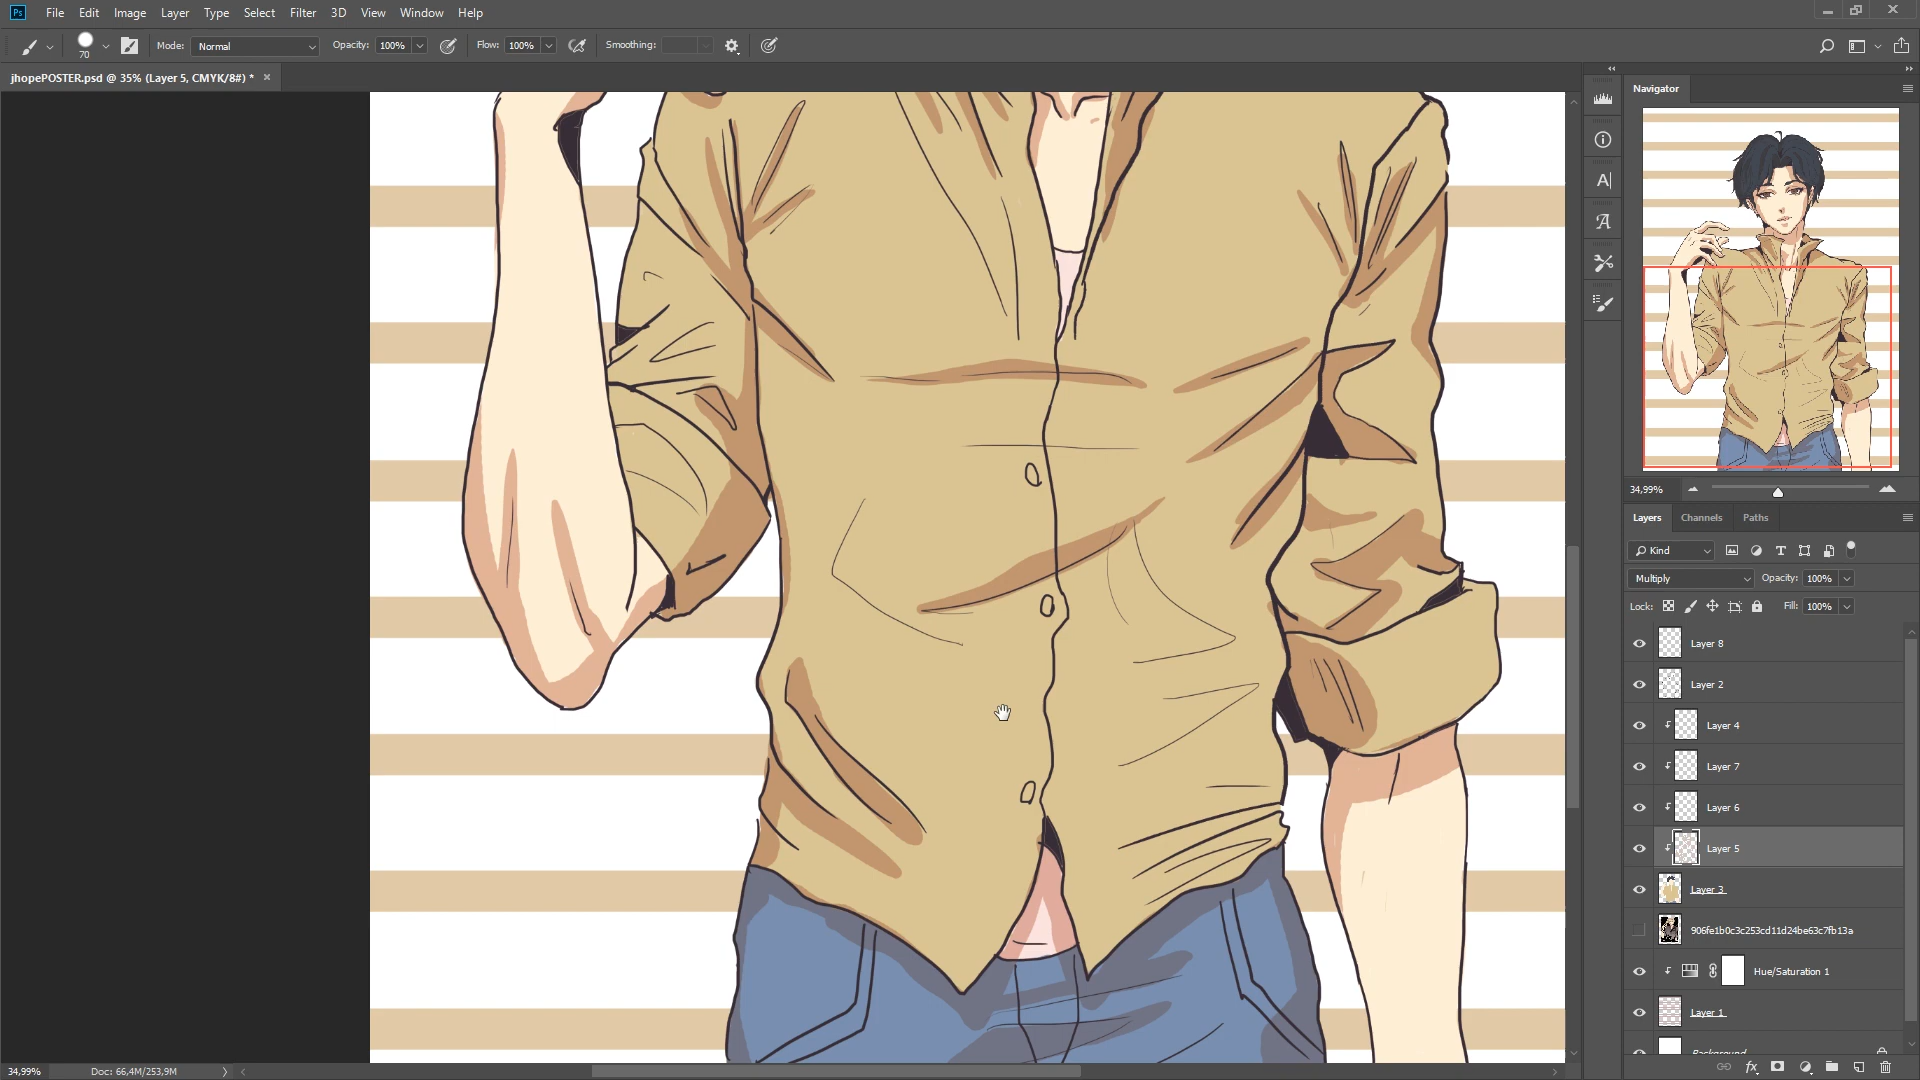 Ps File Edit Image Layer Type Select Filter 3D View Window Help
70 Mode: Normal Opacity: 100% Flow: 100% Smoothing:
jhopePOSTER.psd @ 35% (Layer 5, CMYK/8#) * ×
Navigator
34,99%
Layers Channels Paths
Kind
Multiply Opacity: 100%
Lock: Fill: 100%
Layer 8
Layer 2
Layer 4
Layer 7
Layer 6
Layer 5
Layer 3
906fe1b0c3c253cd11d24be63c7fb13a
Hue/Saturation 1
Layer 1
Background
34,99% Doc: 66,4M/253,9M